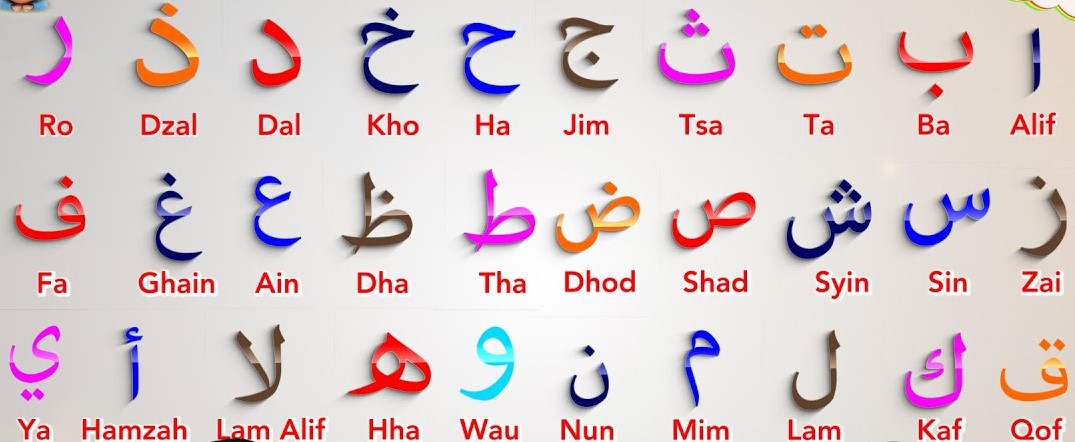 ا ب ت ث ج ح خ د ذ ر
Alif Ba Ta Tsa Jim Ha Kho Dal Dzal Ro
ز س ش ص ض ط ظ ع غ ف
Zai Sin Syin Shad Dhod Tha Dha Ain Ghain Fa
ق ك ل م ن و ه لا أ ي
Qof Kaf Lam Mim Nun Wau Hha Lam Alif Hamzah Ya